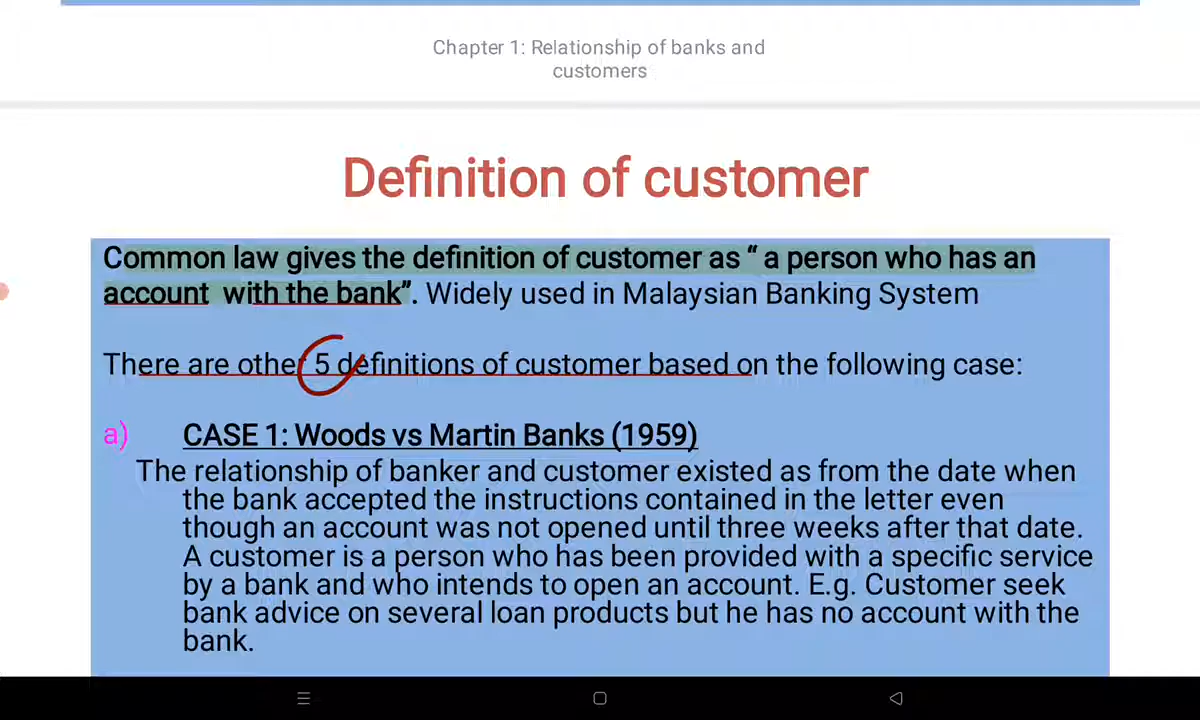 Chapter 1: Relationship of banks and
customers
Definition of customer
Common law gives the definition of customer as “ a person who has an
account with the bank”. Widely used in Malaysian Banking System
There are other 5 definitions of customer based on the following case:
a) CASE 1: Woods vs Martin Banks (1959)
The relationship of banker and customer existed as from the date when
the bank accepted the instructions contained in the letter even
though an account was not opened until three weeks after that date.
A customer is a person who has been provided with a specific service
by a bank and who intends to open an account. E.g. Customer seek
bank advice on several loan products but he has no account with the
bank.